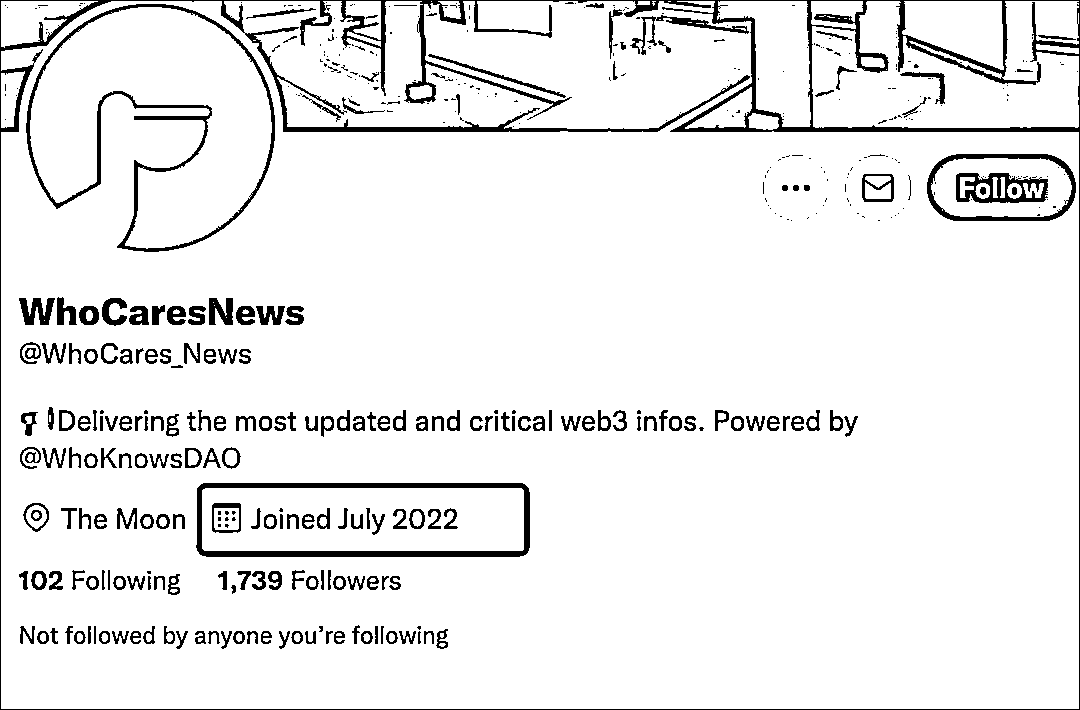 Follow
WhoCaresNews
@WhoCares_News
Delivering the most updated and critical web3 infos. Powered by
@WhoKnowsDAO
The Moon Joined July 2022
102 Following 1,739 Followers
Not followed by anyone you're following